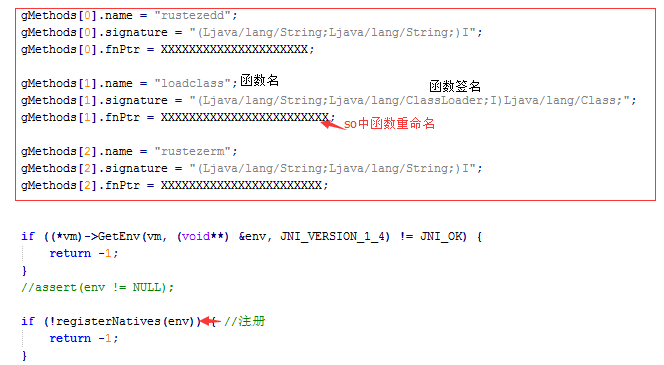 gMethods[0].name = "rustezedd";
gMethods[0].signature = "(Ljava/lang/String;Ljava/lang/String;)I";
gMethods[0].fnPtr = XXXXXXXXXXXXXXXXXXXXX;
gMethods[1].name = "loadclass"; 函数名 函数签名
gMethods[1].signature = "(Ljava/lang/String;Ljava/lang/ClassLoader;I)Ljava/lang/Class;";
gMethods[1].fnPtr = XXXXXXXXXXXXXXXXXXXXXXXX;
so中函数重命名
gMethods[2].name = "rustezerm";
gMethods[2].signature = "(Ljava/lang/String;Ljava/lang/String;)I";
gMethods[2].fnPtr = XXXXXXXXXXXXXXXXXXXXXXX;
if ((*vm)->GetEnv(vm, (void**) &env, JNI_VERSION_1_4) != JNI_OK) {
return -1;
}
//assert(env != NULL);
if (!registerNatives(env)) { //注册
return -1;
}